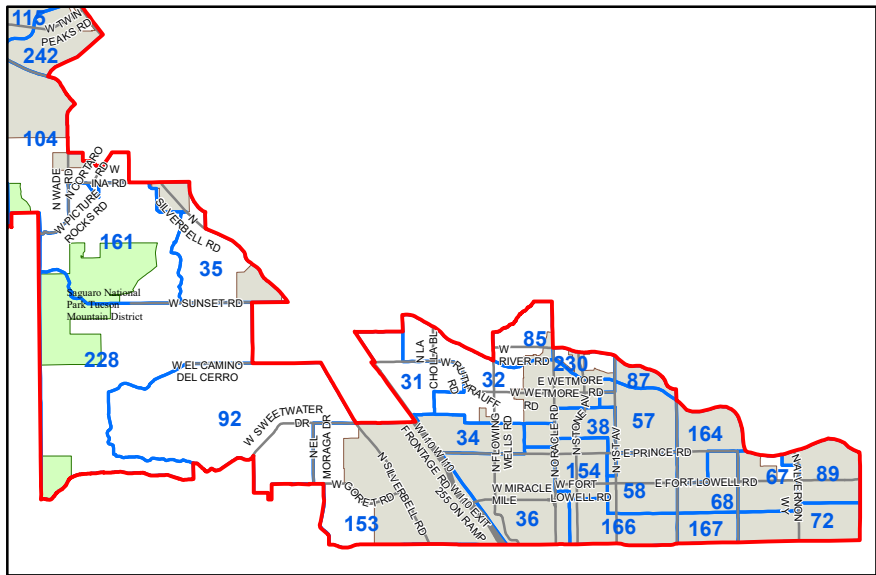 115
W TWIN
PEAKS RD
242
104
N WADE
RD
N CORTARO
RD
W
INA RD
W PICTURE
ROCKS RD
N
SILVERBELL RD
161
35
Saguaro National
Park Tucson
Mountain District
W SUNSET RD
228
W EL CAMINO
DEL CERRO
92
W SWEETWATER
DR
N EL
MORAGA DR
W GORET RD
N SILVERBELL RD
153
31
N LA
CHOLLA BL
W
RUTHRAUFF
RD
32
85
W
RIVER RD
230
E WETMORE
RD
W WETMORE
RD
87
34
N FLOWING
WELLS RD
N ORACLE RD
N STONE AV
38
N 1ST AV
57
164
E PRINCE RD
W I10
FRONTAGE RD
W I10
255 ON RAMP
W I10 EXIT
W MIRACLE
MILE
154
W FORT
LOWELL RD
58
E FORT LOWELL RD
67
N ALVERNON
WY
89
68
36
166
167
72